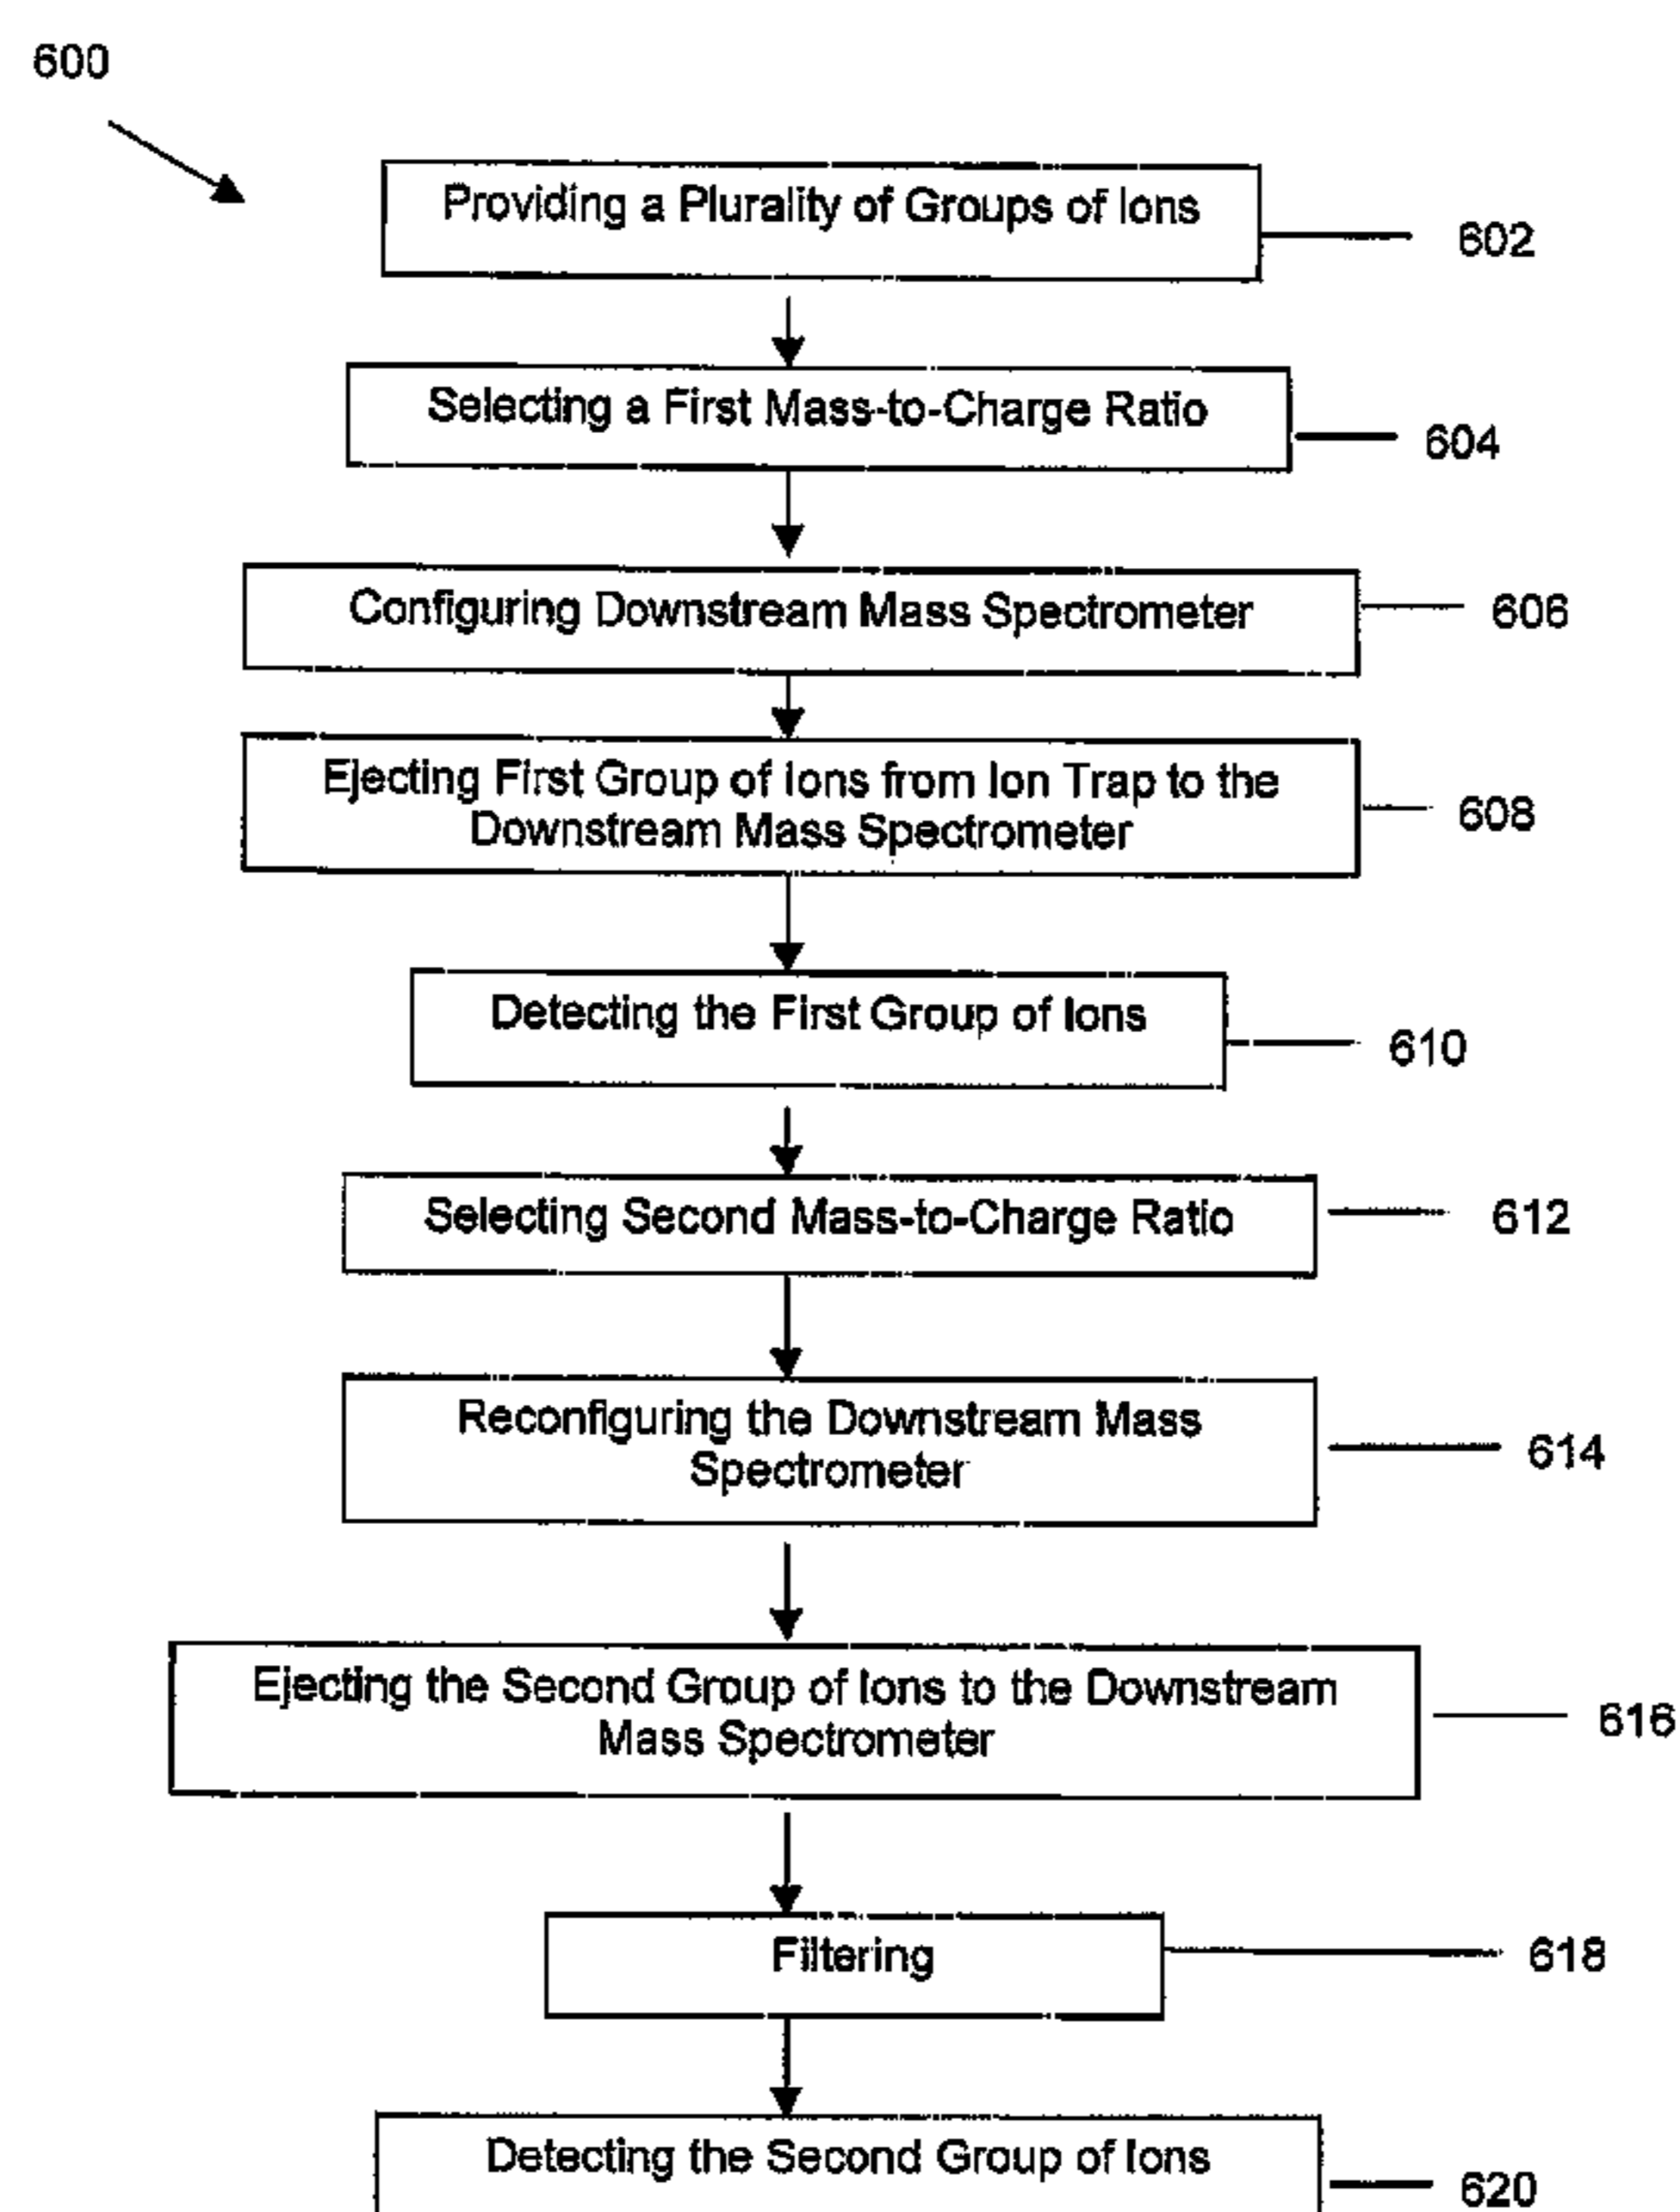 600
Providing a Plurality of Groups of Ions
602
Selecting a First Mass-to-Charge Ratio
604
Configuring Downstream Mass Spectrometer
606
Ejecting First Group of Ions from Ion Trap to the
Downstream Mass Spectrometer
608
Detecting the First Group of Ions
610
Selecting Second Mass-to-Charge Ratio
612
Reconfiguring the Downstream Mass
Spectrometer
614
Ejecting the Second Group of Ions to the Downstream
Mass Spectrometer
616
Filtering
618
Detecting the Second Group of Ions
620